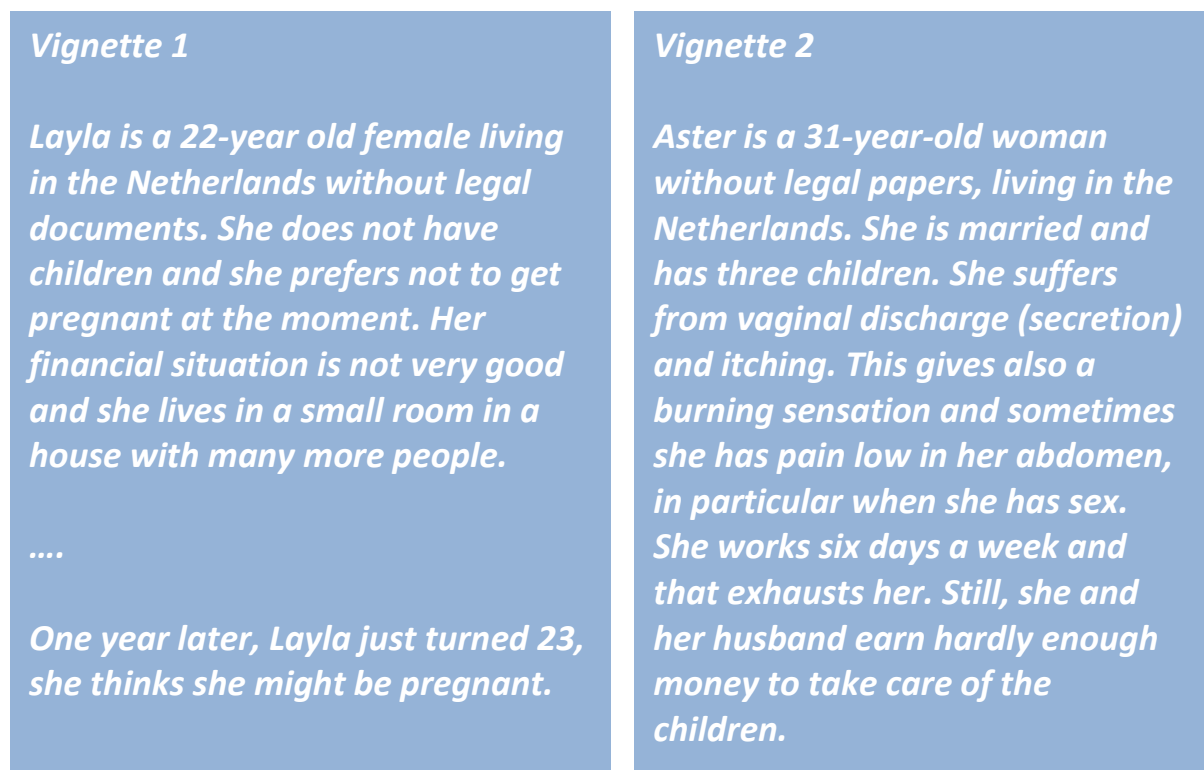 Vignette 1
Layla is a 22-year old female living
in the Netherlands without legal
documents. She does not have
children and she prefers not to get
pregnant at the moment. Her
financial situation is not very good
and she lives in a small room in a
house with many more people.
....
One year later, Layla just turned 23,
she thinks she might be pregnant.
Vignette 2
Aster is a 31-year-old woman
without legal papers, living in the
Netherlands. She is married and
has three children. She suffers
from vaginal discharge (secretion)
and itching. This gives also a
burning sensation and sometimes
she has pain low in her abdomen,
in particular when she has sex.
She works six days a week and
that exhausts her. Still, she and
her husband earn hardly enough
money to take care of the
children.